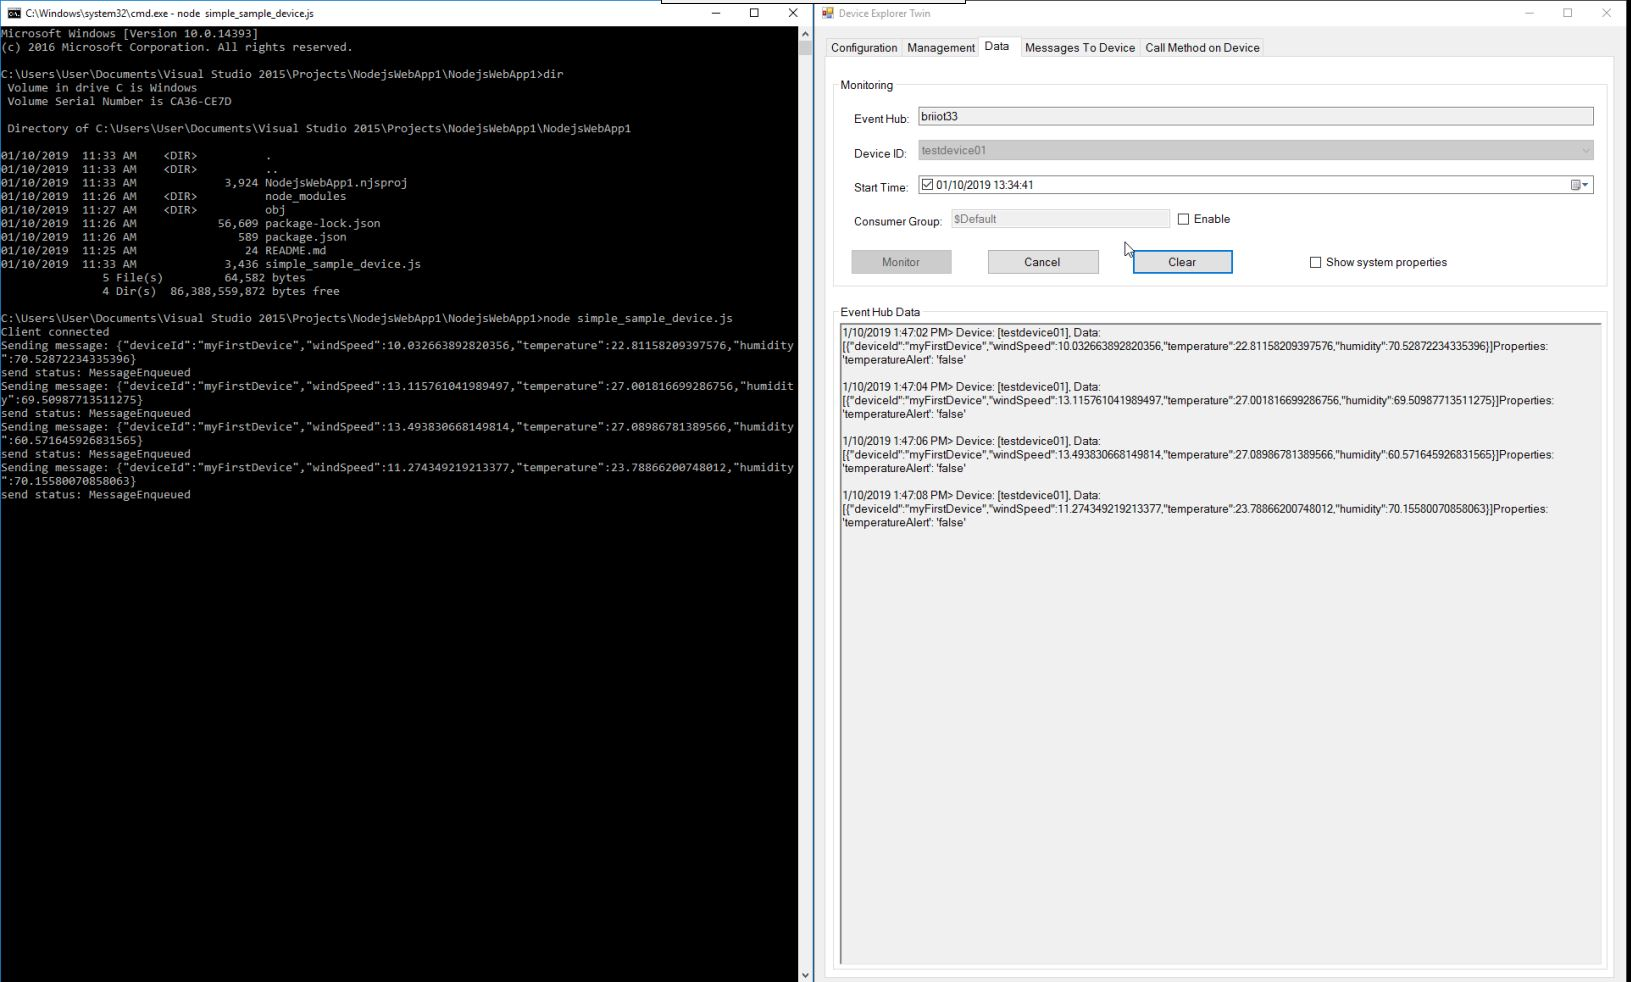 C:\Windows\system32\cmd.exe - node  simple_sample_device.js
Microsoft Windows [Version 10.0.14393]
(c) 2016 Microsoft Corporation. All rights reserved.
C:\Users\User\Documents\Visual Studio 2015\Projects\NodejsWebApp1\NodejsWebApp1>dir
Volume in drive C is Windows
Volume Serial Number is CA36-CE7D
Directory of C:\Users\User\Documents\Visual Studio 2015\Projects\NodejsWebApp1\NodejsWebApp1
01/10/2019  11:33 AM    <DIR>          .
01/10/2019  11:33 AM    <DIR>          ..
01/10/2019  11:33 AM             3,924 NodejsWebApp1.njsproj
01/10/2019  11:26 AM    <DIR>          node_modules
01/10/2019  11:27 AM    <DIR>          obj
01/10/2019  11:26 AM            56,609 package-lock.json
01/10/2019  11:26 AM               589 package.json
01/10/2019  11:25 AM                24 README.md
01/10/2019  11:33 AM             3,436 simple_sample_device.js
5 File(s)         64,582 bytes
4 Dir(s)  86,388,559,872 bytes free
C:\Users\User\Documents\Visual Studio 2015\Projects\NodejsWebApp1\NodejsWebApp1>node simple_sample_device.js
Client connected
Sending message: {"deviceId":"myFirstDevice","windSpeed":10.032663892820356,"temperature":22.81158209397576,"humidity
":70.52872234335396}
send status: MessageEnqueued
Sending message: {"deviceId":"myFirstDevice","windSpeed":13.115761041989497,"temperature":27.001816699286756,"humidit
y":69.50987713511275}
send status: MessageEnqueued
Sending message: {"deviceId":"myFirstDevice","windSpeed":13.493830668149814,"temperature":27.08986781389566,"humidity
":60.571645926831565}
send status: MessageEnqueued
Sending message: {"deviceId":"myFirstDevice","windSpeed":11.274349219213377,"temperature":23.78866200748012,"humidity
":70.15580070858063}
send status: MessageEnqueued
Device Explorer Twin
Configuration Management Data Messages To Device Call Method on Device
Monitoring
Event Hub: briiot33
Device ID: testdevice01
Start Time: 01/10/2019 13:34:41
Consumer Group: $Default Enable
Monitor Cancel Clear Show system properties
Event Hub Data
1/10/2019 1:47:02 PM> Device: [testdevice01], Data:
[{"deviceId":"myFirstDevice","windSpeed":10.032663892820356,"temperature":22.81158209397576,"humidity":70.52872234335396}]Properties:
'temperatureAlert': 'false'
1/10/2019 1:47:04 PM> Device: [testdevice01], Data:
[{"deviceId":"myFirstDevice","windSpeed":13.115761041989497,"temperature":27.001816699286756,"humidity":69.50987713511275}]Properties:
'temperatureAlert': 'false'
1/10/2019 1:47:06 PM> Device: [testdevice01], Data:
[{"deviceId":"myFirstDevice","windSpeed":13.493830668149814,"temperature":27.08986781389566,"humidity":60.571645926831565}]Properties:
'temperatureAlert': 'false'
1/10/2019 1:47:08 PM> Device: [testdevice01], Data:
[{"deviceId":"myFirstDevice","windSpeed":11.274349219213377,"temperature":23.78866200748012,"humidity":70.15580070858063}]Properties:
'temperatureAlert': 'false'